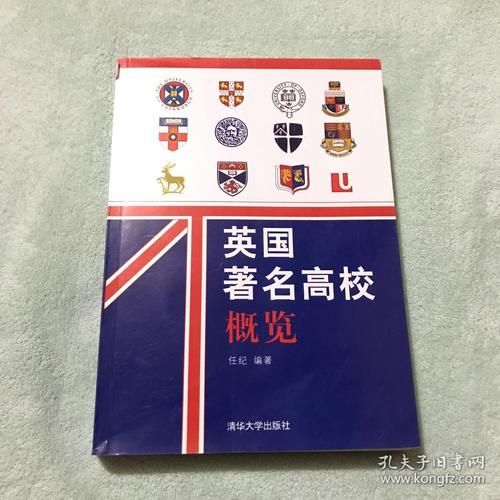 英国
著名高校
概览
任纪 编著
清华大学出版社
孔夫子旧书网
www.kongfz.com